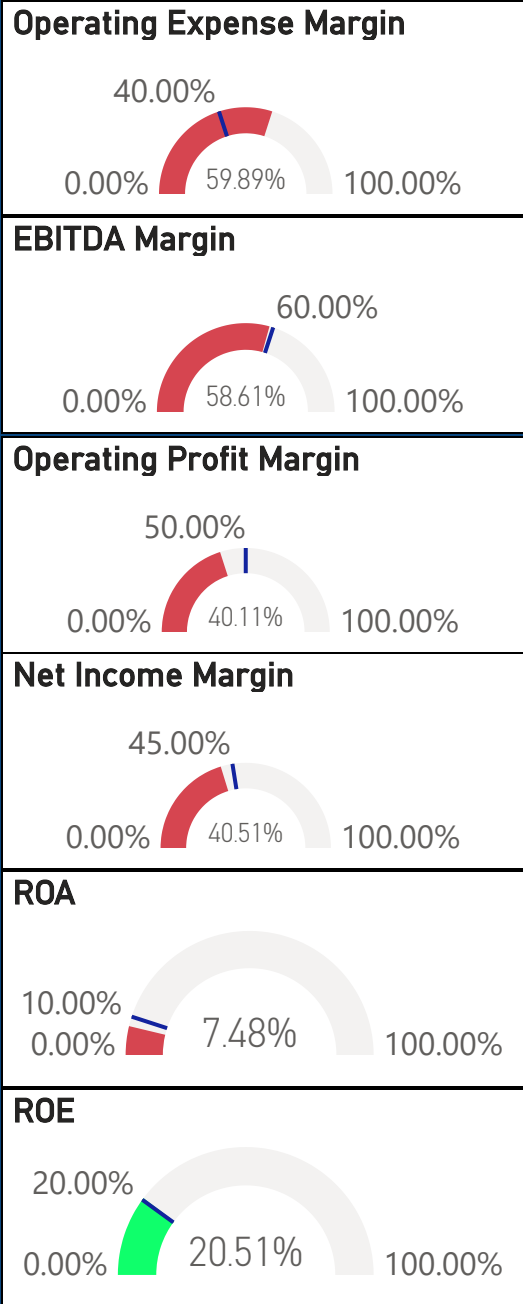 Operating Expense Margin
40.00%
0.00% 59.89% 100.00%
EBITDA Margin
60.00%
0.00% 58.61% 100.00%
Operating Profit Margin
50.00%
0.00% 40.11% 100.00%
Net Income Margin
45.00%
0.00% 40.51% 100.00%
ROA
10.00%
0.00% 7.48% 100.00%
ROE
20.00%
0.00% 20.51% 100.00%